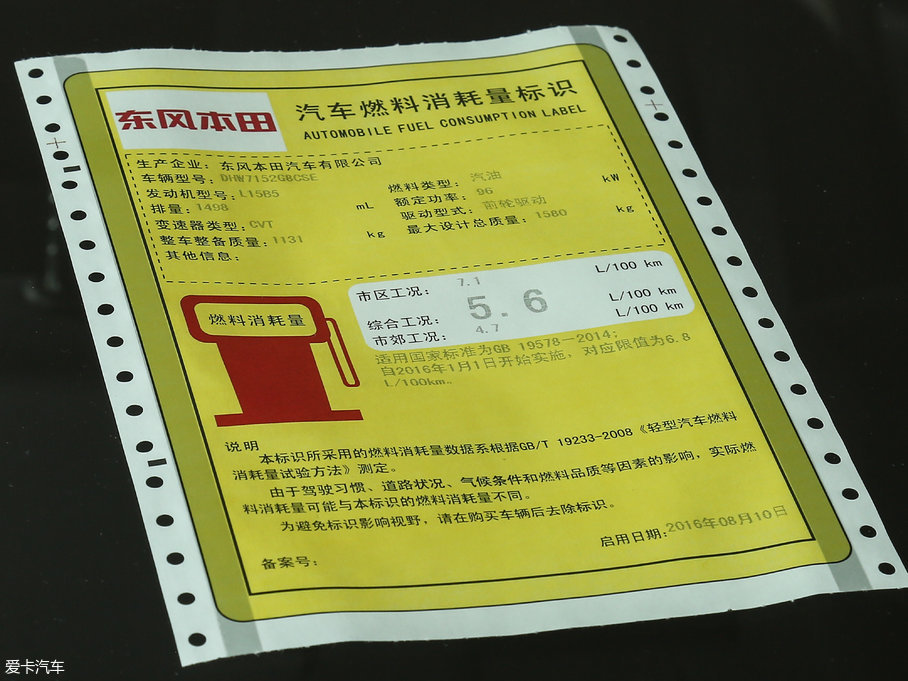 东风本田
汽车燃料消耗量标识
AUTOMOBILE FUEL CONSUMPTION LABEL
生产企业：东风本田汽车有限公司
车辆型号：DHW7152GBCSE
发动机型号：L15B5 燃料类型：汽油
排量：1498 mL 额定功率：96 kW
变速器类型：CVT 驱动型式：前轮驱动
整车整备质量：1131 kg 最大设计总质量：1580 kg
其他信息：
燃料消耗量
市区工况： 7.1 L/100 km
综合工况： 5.6 L/100 km
市郊工况： 4.7 L/100 km
适用国家标准为GB 19578—2014；
自2016年1月1日开始实施，对应限值为6.8
L/100km。
说明
本标识所采用的燃料消耗量数据系根据GB/T 19233-2008《轻型汽车燃料
消耗量试验方法》测定。
由于驾驶习惯、道路状况、气候条件和燃料品质等因素的影响，实际燃
料消耗量可能与本标识的燃料消耗量不同。
为避免标识影响视野，请在购买车辆后去除标识。
备案号： 启用日期：2016年08月10日
爱卡汽车